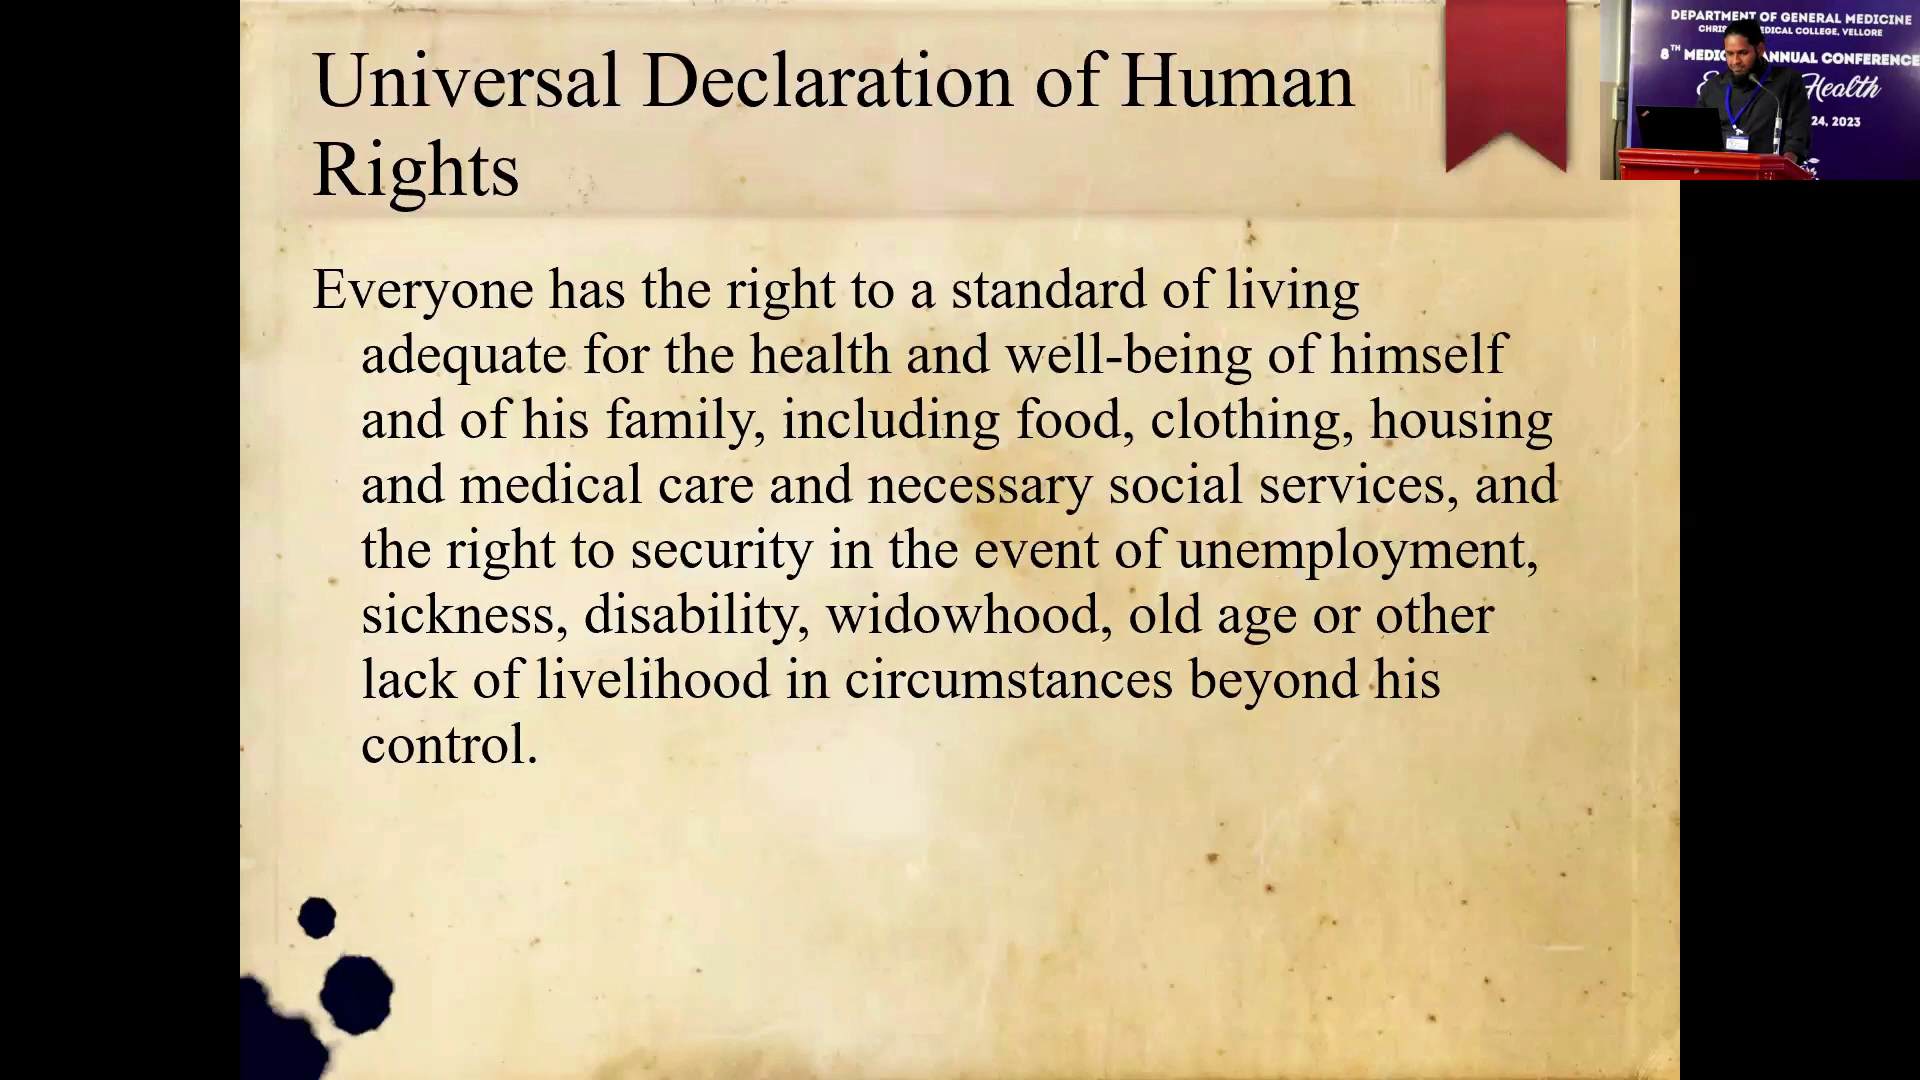 Universal Declaration of Human
Rights
Everyone has the right to a standard of living
adequate for the health and well-being of himself
and of his family, including food, clothing, housing
and medical care and necessary social services, and
the right to security in the event of unemployment,
sickness, disability, widowhood, old age or other
lack of livelihood in circumstances beyond his
control.
DEPARTMENT OF GENERAL MEDICINE
MEDICAL COLLEGE, VELLORE
8TH ANNUAL CONFERENCE
Health
24, 2023